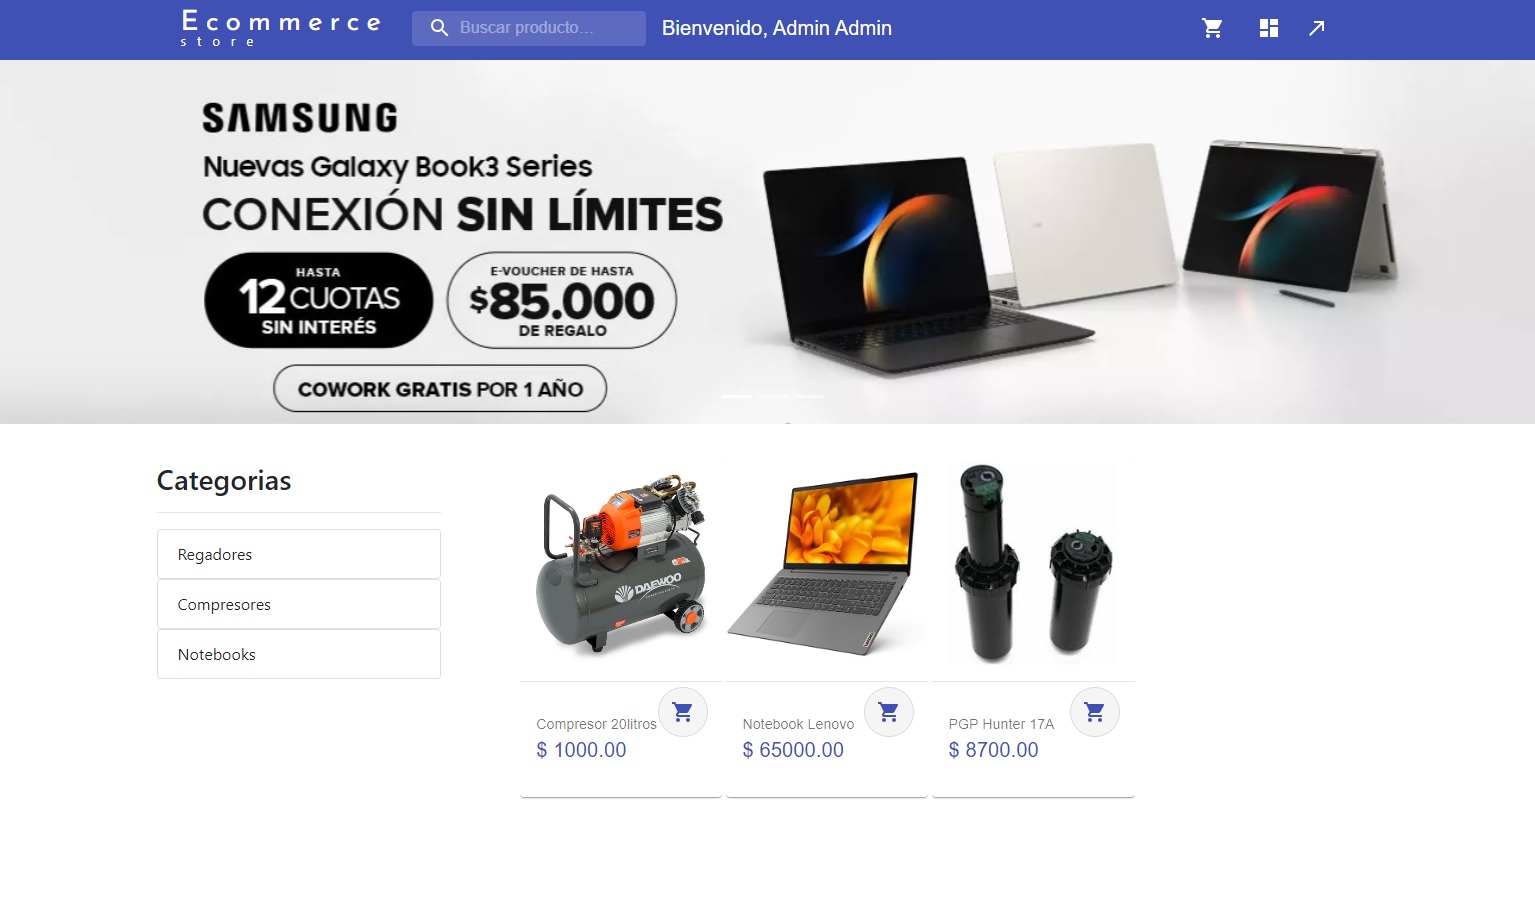 Ecommerce
store
Buscar producto...
Bienvenido, Admin Admin
SAMSUNG
Nuevas Galaxy Book3 Series
CONEXIÓN SIN LÍMITES
HASTA
12 CUOTAS
SIN INTERÉS
E-VOUCHER DE HASTA
$85.000
DE REGALO
COWORK GRATIS POR 1 AÑO
Categorias
Regadores
Compresores
Notebooks
DAEWOO
Compresor 20litros
$ 1000.00
Notebook Lenovo
$ 65000.00
PGP Hunter 17A
$ 8700.00